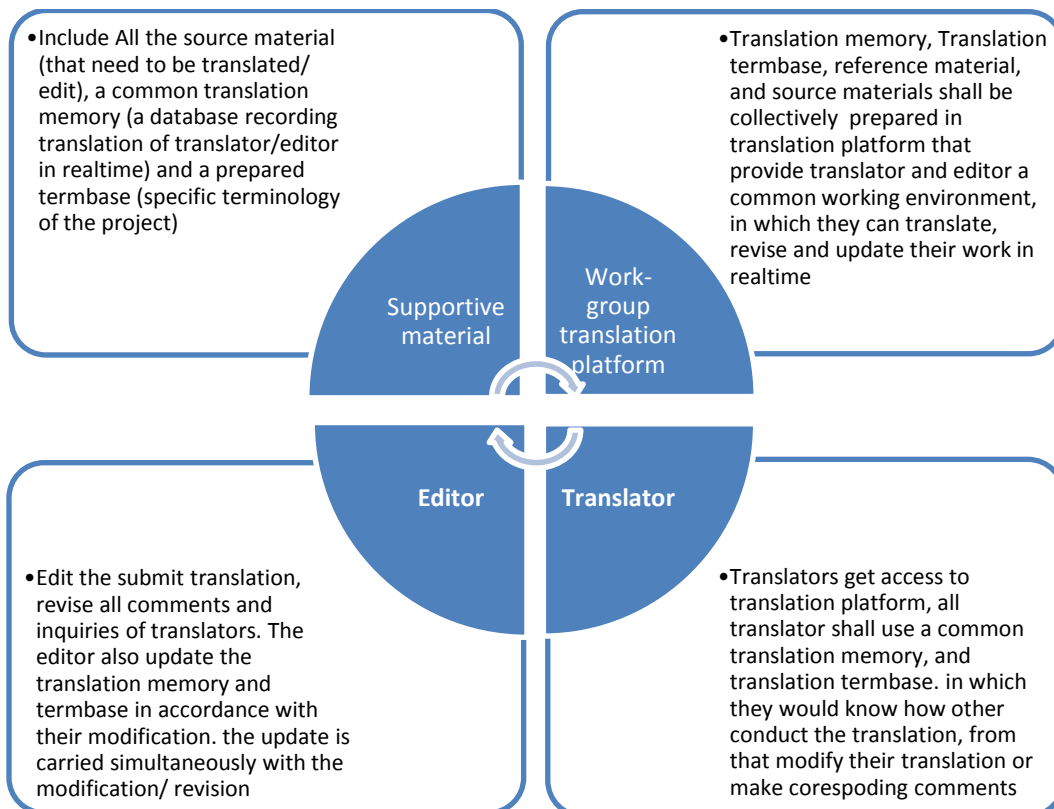 •Include All the source material
(that need to be translated/
edit), a common translation
memory (a database recording
translation of translator/editor
in realtime) and a prepared
termbase (specific terminology
of the project)
•Translation memory, Translation
termbase, reference material,
and source materials shall be
collectively prepared in
translation platform that
provide translator and editor a
common working environment,
in which they can translate,
revise and update their work in
realtime
Supportive
material
Work-
group
translation
platform
Editor
Translator
•Edit the submit translation,
revise all comments and
inquiries of translators. The
editor also update the
translation memory and
termbase in accordance with
their modification. the update is
carried simultaneously with the
modification/ revision
•Translators get access to
translation platform, all
translator shall use a common
translation memory, and
translation termbase. in which
they would know how other
conduct the translation, from
that modify their translation or
make corespoding comments